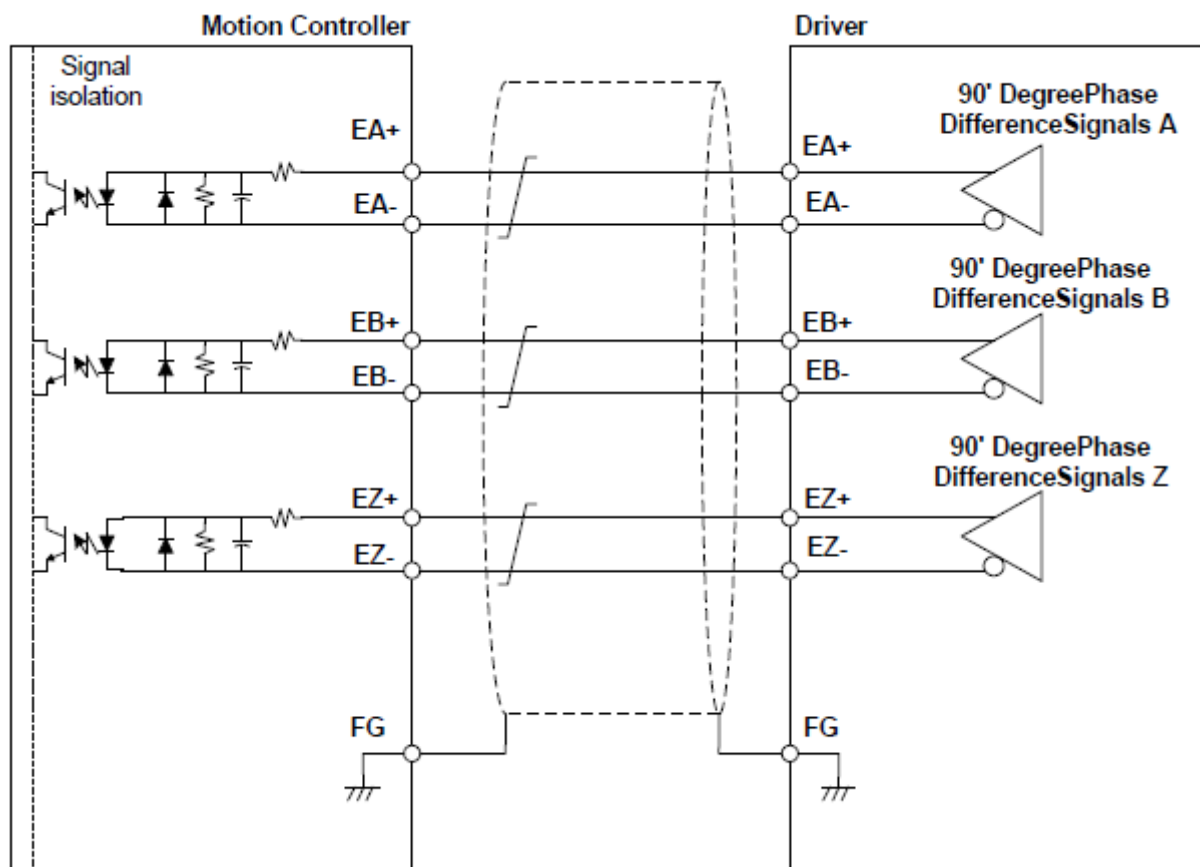 Motion Controller
Driver
Signal
isolation
90' DegreePhase
DifferenceSignals A
EA+
EA+
EA-
EA-
90' DegreePhase
DifferenceSignals B
EB+
EB+
EB-
EB-
90' DegreePhase
DifferenceSignals Z
EZ+
EZ+
EZ-
EZ-
FG
FG